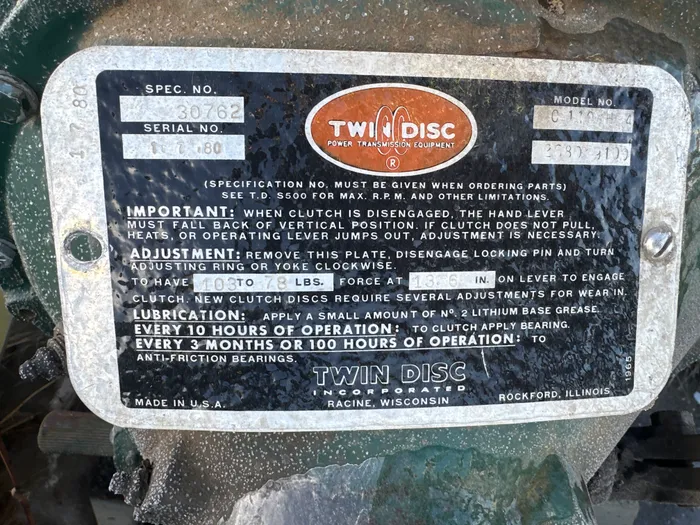 7 80
SPEC. NO.
30762
SERIAL NO.
80
TWIN DISC
POWER TRANSMISSION EQUIPMENT
®
MODEL NO.
(SPECIFICATION NO. MUST BE GIVEN WHEN ORDERING PARTS)
SEE T.D. S500 FOR MAX. R.P.M. AND OTHER LIMITATIONS.
IMPORTANT: WHEN CLUTCH IS DISENGAGED, THE HAND LEVER
MUST FALL BACK OF VERTICAL POSITION. IF CLUTCH DOES NOT PULL,
HEATS, OR OPERATING LEVER JUMPS OUT, ADJUSTMENT IS NECESSARY.
ADJUSTMENT: REMOVE THIS PLATE, DISENGAGE LOCKING PIN AND TURN
ADJUSTING RING OR YOKE CLOCKWISE.
TO HAVE 103 TO 78 LBS. FORCE AT IN. ON LEVER TO ENGAGE
CLUTCH. NEW CLUTCH DISCS REQUIRE SEVERAL ADJUSTMENTS FOR WEAR IN.
LUBRICATION: APPLY A SMALL AMOUNT OF Nº. 2 LITHIUM BASE GREASE.
EVERY 10 HOURS OF OPERATION: TO CLUTCH APPLY BEARING.
EVERY 3 MONTHS OR 100 HOURS OF OPERATION: TO
ANTI-FRICTION BEARINGS.
TWIN DISC
INCORPORATED
MADE IN U.S.A. RACINE, WISCONSIN ROCKFORD, ILLINOIS
1965